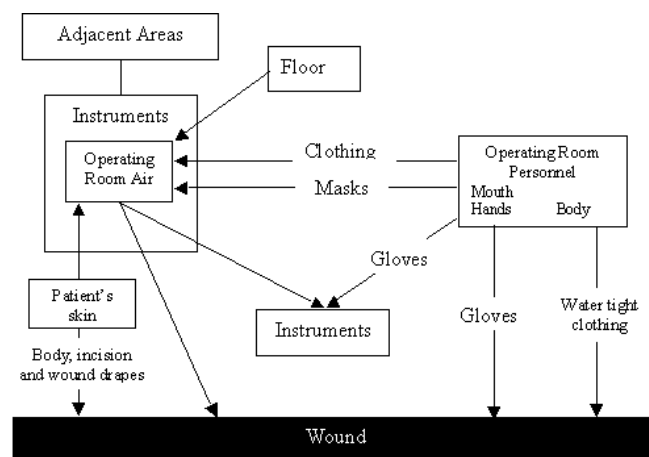 Adjacent Areas
Floor
Instruments
Operating
Room Air
Clothing
Masks
Operating Room
Personnel
Mouth
Hands Body
Gloves
Patient's
skin
Instruments
Gloves
Water tight
clothing
Body, incision
and wound drapes
Wound